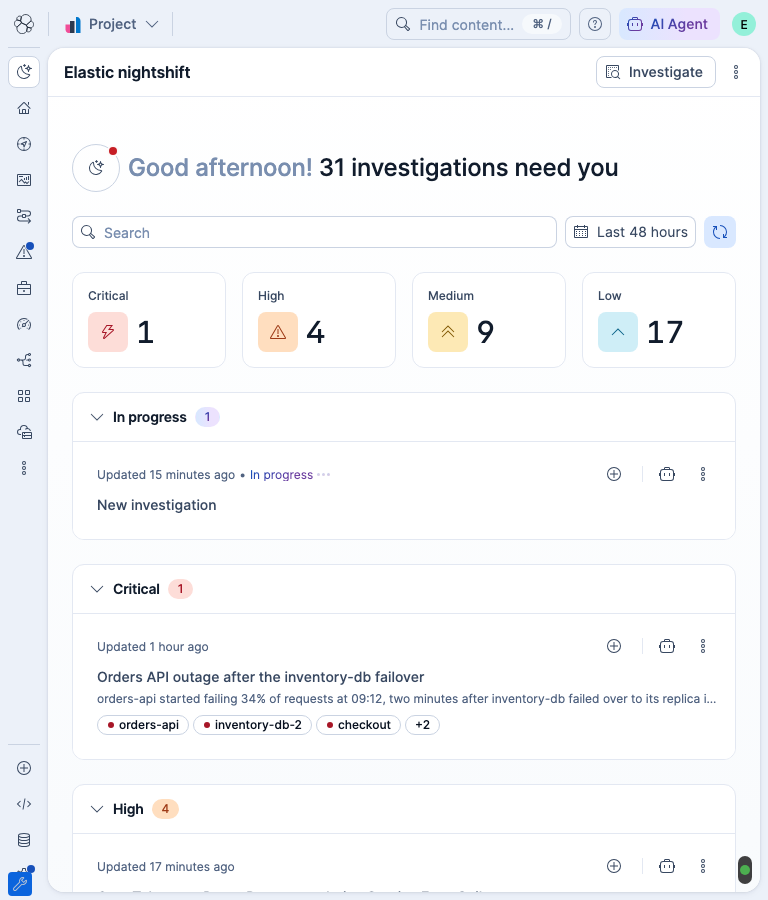 Project
Find content...
⌘ /
AI Agent
E
Elastic nightshift
Investigate
Good afternoon! 31 investigations need you
Search
Last 48 hours
Critical
1
High
4
Medium
9
Low
17
In progress 1
Updated 15 minutes ago • In progress
New investigation
Critical 1
Updated 1 hour ago
Orders API outage after the inventory-db failover
orders-api started failing 34% of requests at 09:12, two minutes after inventory-db failed over to its replica i...
orders-api
inventory-db-2
checkout
+2
High 4
Updated 17 minutes ago